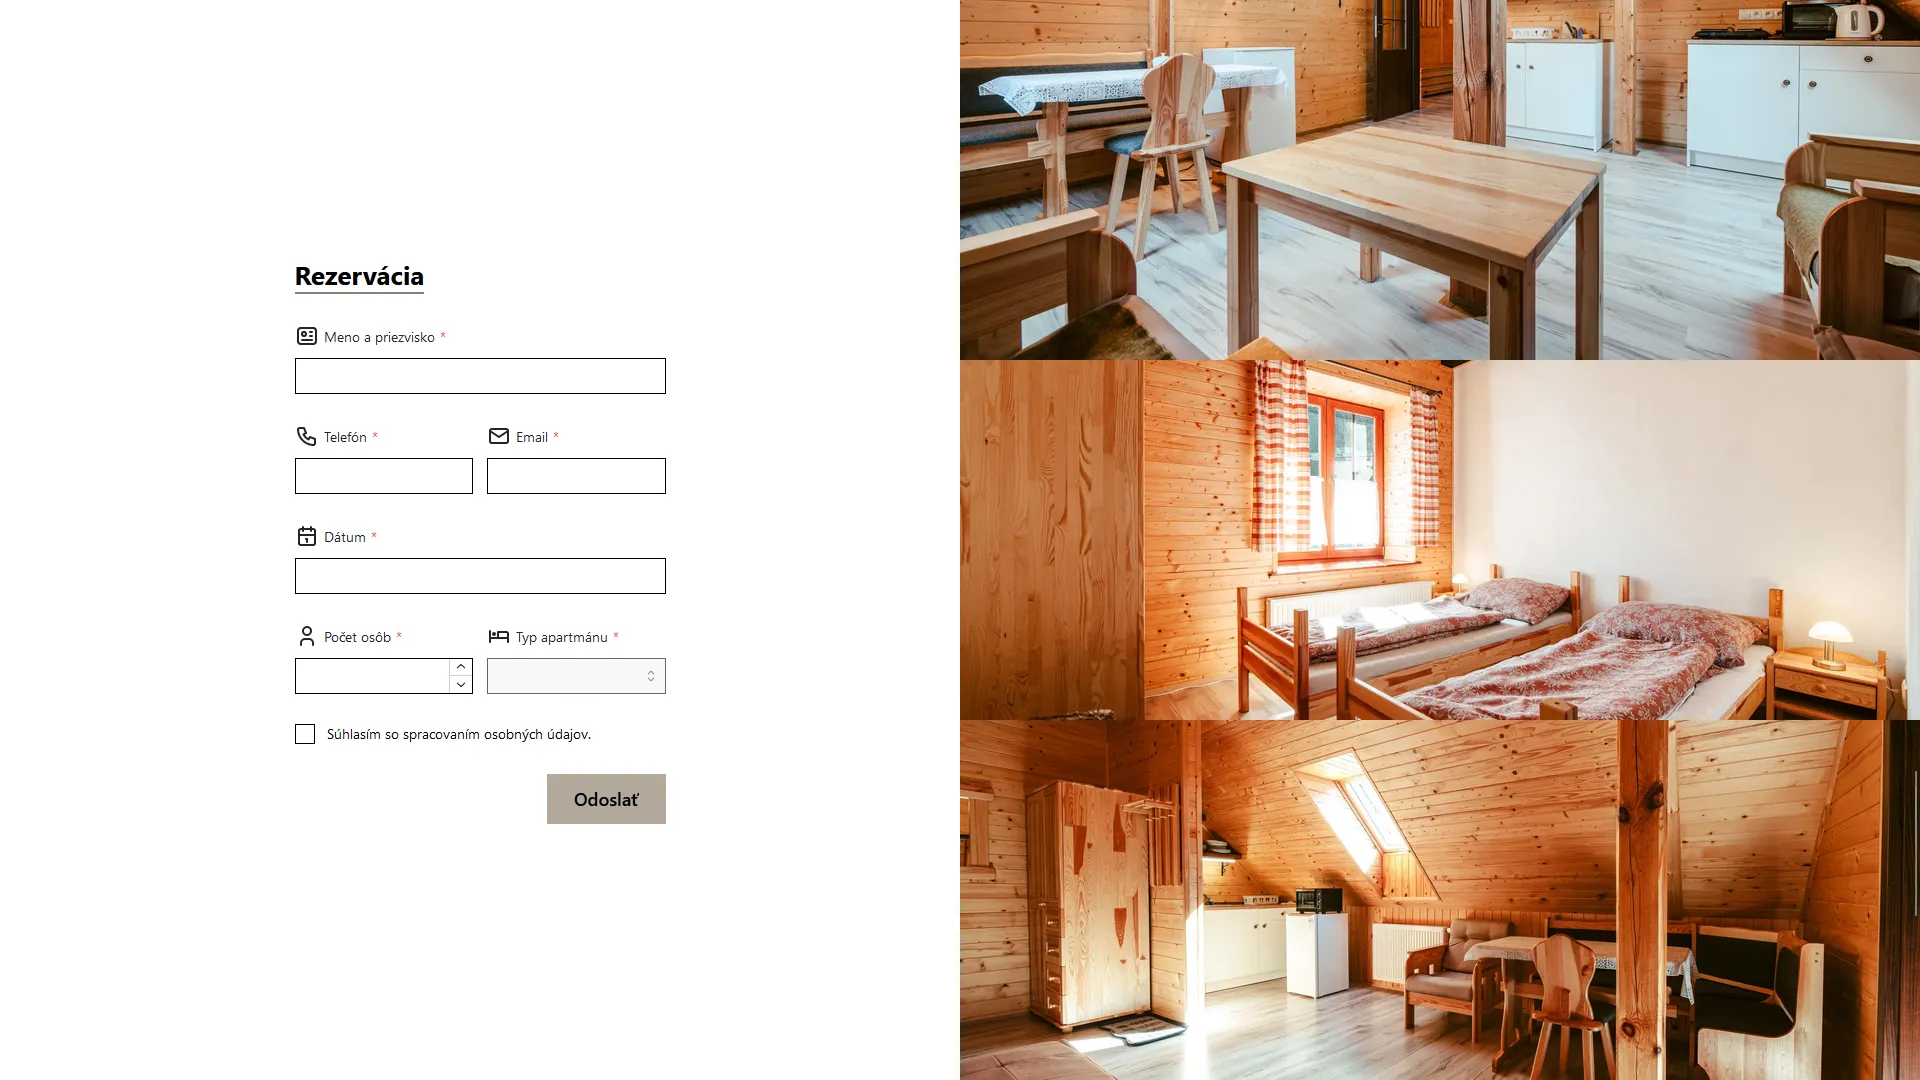 Rezervácia
Meno a priezvisko *
Telefón *
Email *
Dátum *
Počet osôb *
Typ apartmánu *
Súhlasím so spracovaním osobných údajov.
Odoslať